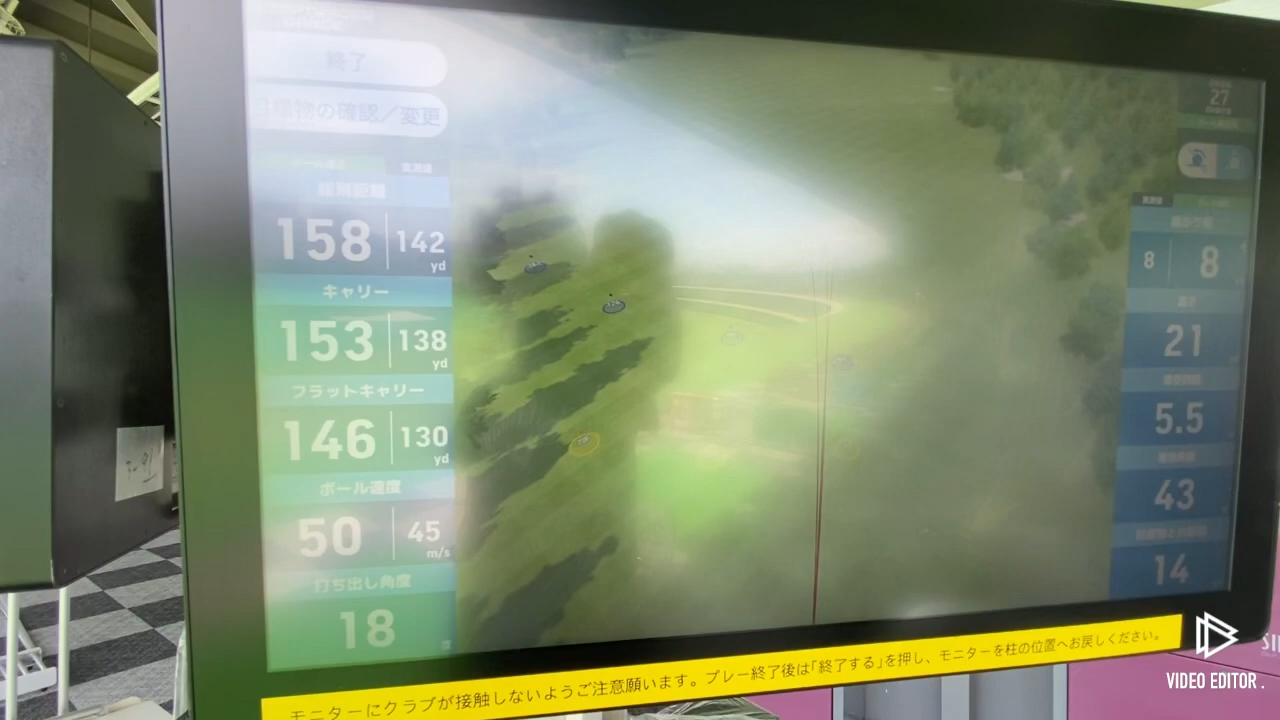 終了
目標物の確認／変更
158 142 yd
キャリー
153 138 yd
フラットキャリー
146 130 yd
ボール速度
50 45 m/s
打ち出し角度
18
27
8 8
高さ
21
5.5
43
14
モニターにクラブが接触しないようご注意願います。プレー終了後は「終了する」を押し、モニターを柱の位置へお戻しください。
VIDEO EDITOR .